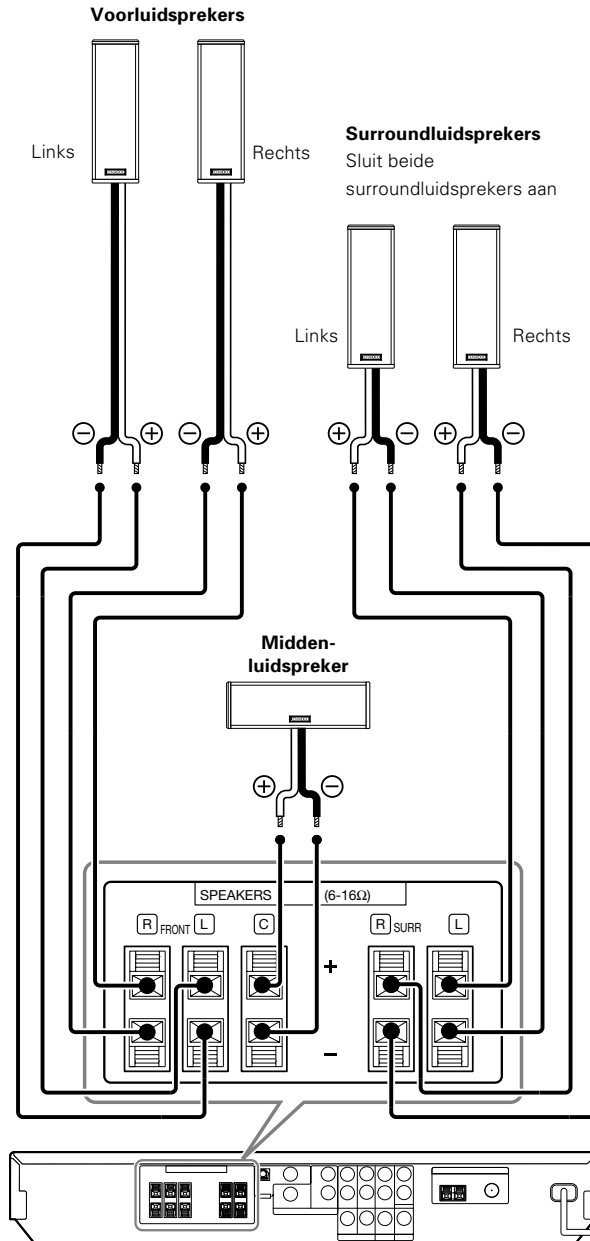 Voorluidsprekers
Links
Rechts
Surroundluidsprekers
Sluit beide
surroundluidsprekers aan
Links
Rechts
− + − + + − + −
Midden-
luidspreker
+ −
SPEAKERS (6-16Ω)
R FRONT L C R SURR L
+
−